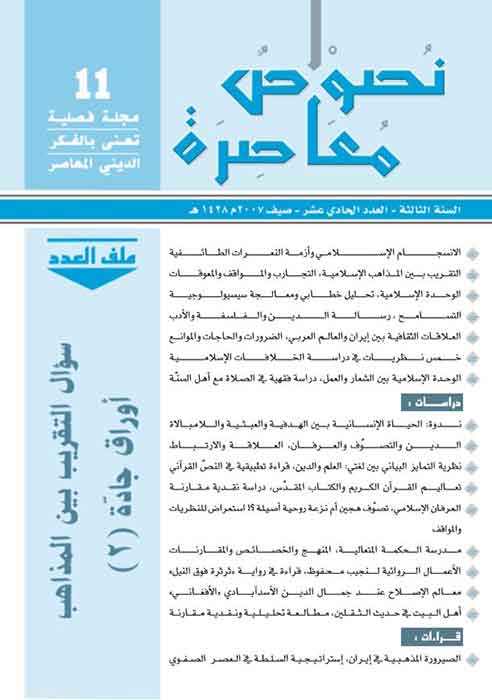 نُصوْصٌ
مُعَاصِرَة
11
مجلة فصلية
تعنى بالفكر
الديني المعاصر
السنة الثالثة - العدد الحادي عشر - صيف ٢٠٠٧م ١٤٢٨ هـ
ملف العدد
سؤال التقريب بين المذاهب
أوراق جادّة (٢)
الانسجام الإسلامي وأزمة النعرات الطائفية
التقريب بين المذاهب الإسلامية، التجارب والمواقف والمعوقات
الوحدة الإسلامية، تحليل خطابي ومعالجة سيسيولوجية
التسامح، رسالة الدين والفلسفة والأدب
العلاقات الثقافية بين إيران والعالم العربي، الضرورات والحاجات والموانع
خمس نظريات في دراسة الخلافات الإسلامية
الوحدة الإسلامية بين الشعار والعمل، دراسة فقهية في الصلاة مع أهل السنّة
دراسات :
ندوة: الحياة الإنسانية بين الهدفية والعبثية واللامبالاة
الدين والتصوّف والعرفان، العلاقة والارتباط
نظرية التمايز البياني بين لغتي: العلم والدين، قراءة تطبيقية في النصّ القرآني
تعاليم القرآن الكريم والكتاب المقدّس، دراسة نقدية مقارنة
العرفان الإسلامي، تصوّف هجين أم نزعة روحية أصيلة ؟! استعراض للنظريات
والمواقف
مدرسة الحكمة المتعالية، المنهج والخصائص والمقارنات
الأعمال الروائية لنجيب محفوظ، قراءة في رواية «ثرثرة فوق النيل»
معالم الإصلاح عند جمال الدين الأسدآبادي «الأفغاني»
أهل البيت في حديث الثقلين، مطالعة تحليلية ونقدية مقارنة
قراءات :
الصيرورة المذهبية في إيران، إستراتيجية السلطة في العصر الصفوي